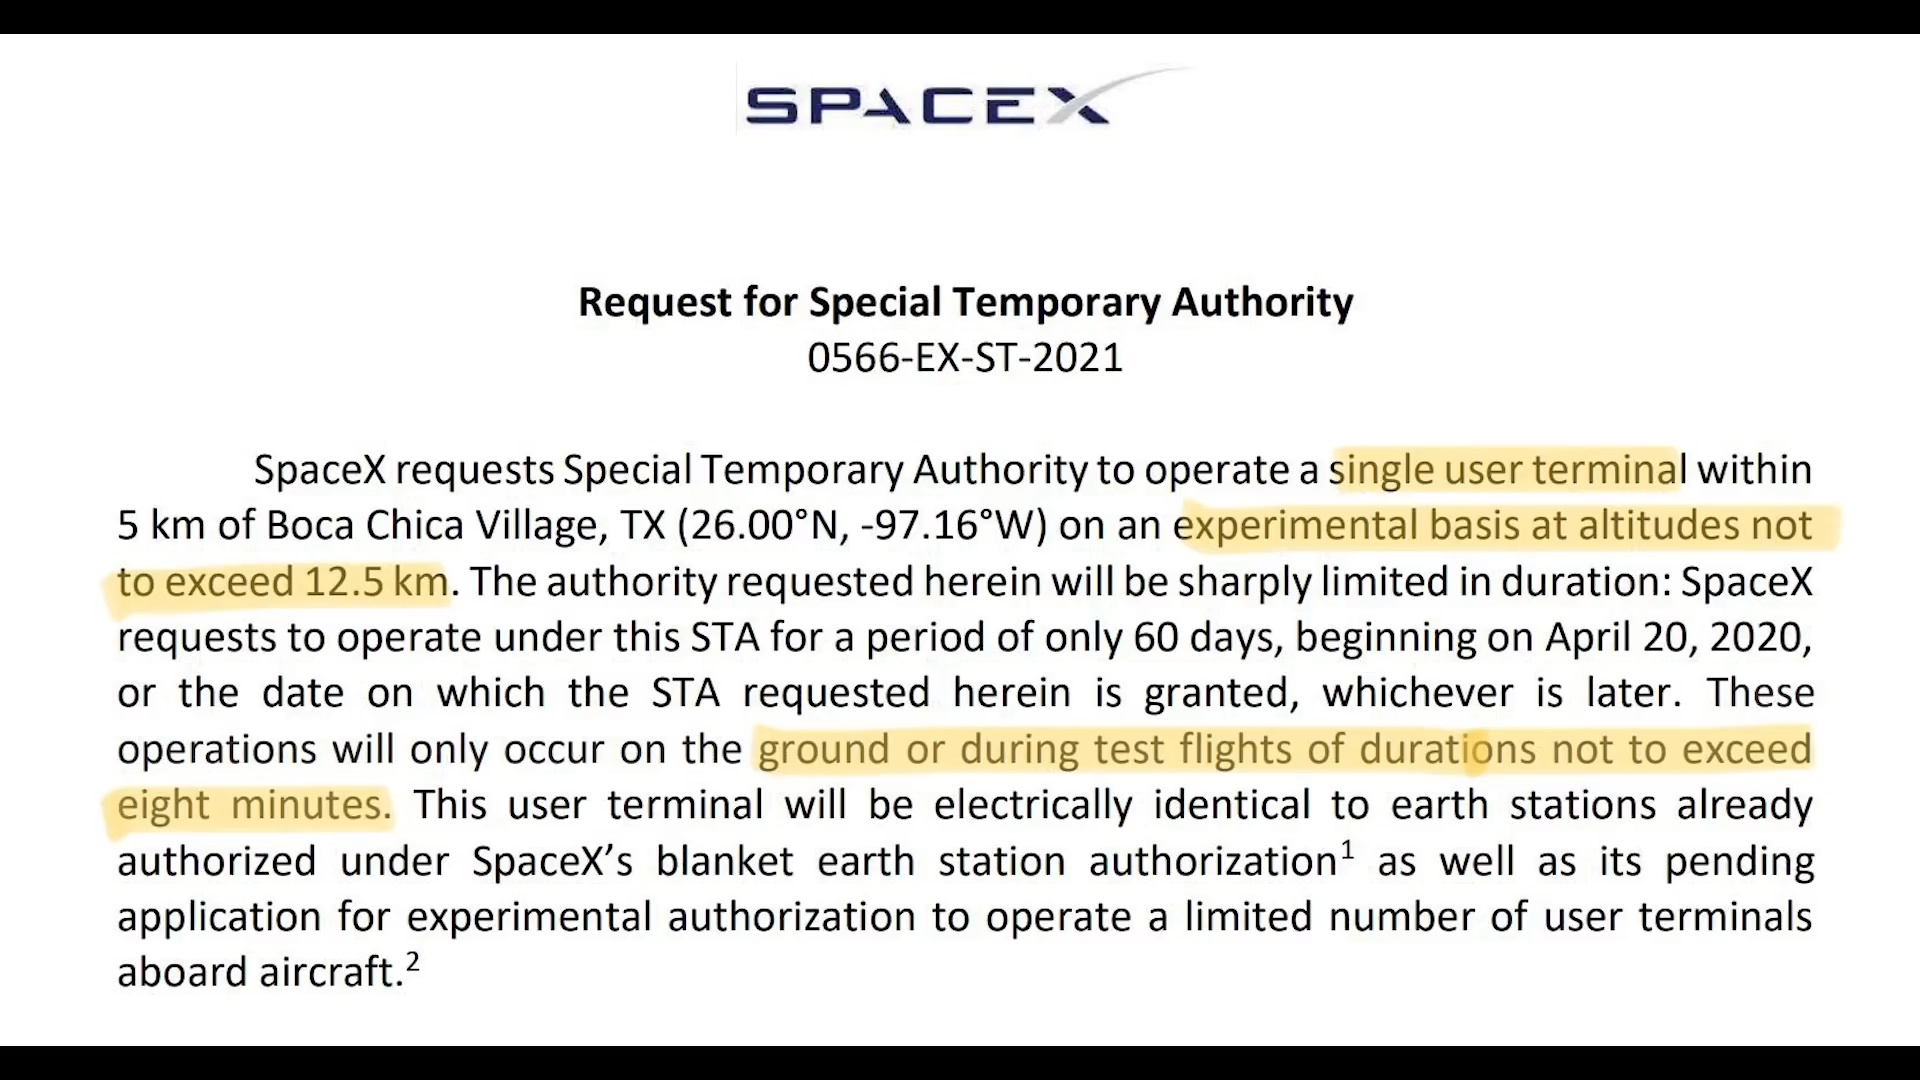 SPACEX
Request for Special Temporary Authority
0566-EX-ST-2021
SpaceX requests Special Temporary Authority to operate a single user terminal within
5 km of Boca Chica Village, TX (26.00°N, -97.16°W) on an experimental basis at altitudes not
to exceed 12.5 km. The authority requested herein will be sharply limited in duration: SpaceX
requests to operate under this STA for a period of only 60 days, beginning on April 20, 2020,
or the date on which the STA requested herein is granted, whichever is later. These
operations will only occur on the ground or during test flights of durations not to exceed
eight minutes. This user terminal will be electrically identical to earth stations already
authorized under SpaceX’s blanket earth station authorization¹ as well as its pending
application for experimental authorization to operate a limited number of user terminals
aboard aircraft.²